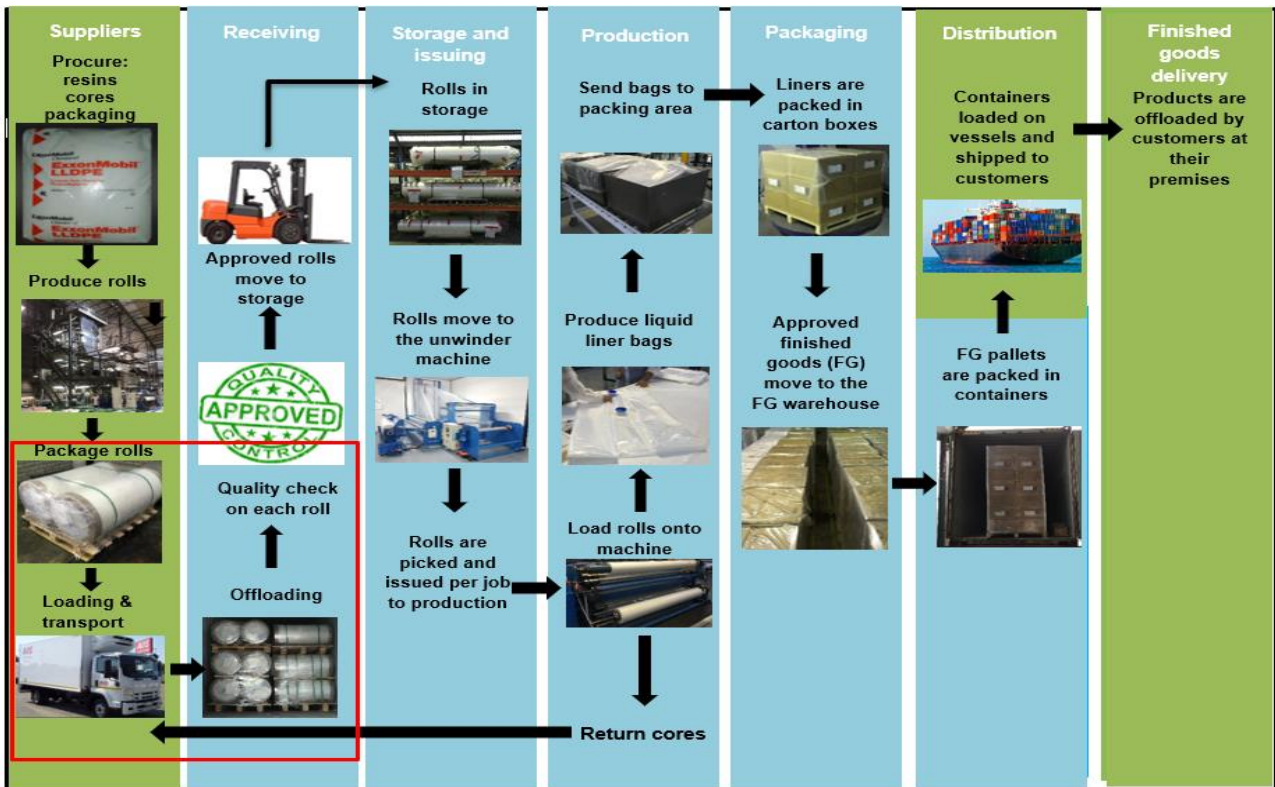 Suppliers
Procure:
resins
cores
packaging
ExxonMobil
LLDPE
ExxonMobil
LLDPE
Produce rolls
Package rolls
Loading &
transport
Receiving
Approved rolls
move to
storage
QUALITY
APPROVED
CONTROL
Quality check
on each roll
Offloading
Storage and
issuing
Rolls in
storage
Rolls move to
the unwinder
machine
Rolls are
picked and
issued per job
to production
Production
Send bags to
packing area
Produce liquid
liner bags
Load rolls onto
machine
Return cores
Packaging
Liners are
packed in
carton boxes
Approved
finished
goods (FG)
move to the
FG warehouse
Distribution
Containers
loaded on
vessels and
shipped to
customers
FG pallets
are packed in
containers
Finished
goods
delivery
Products are
offloaded by
customers at
their
premises